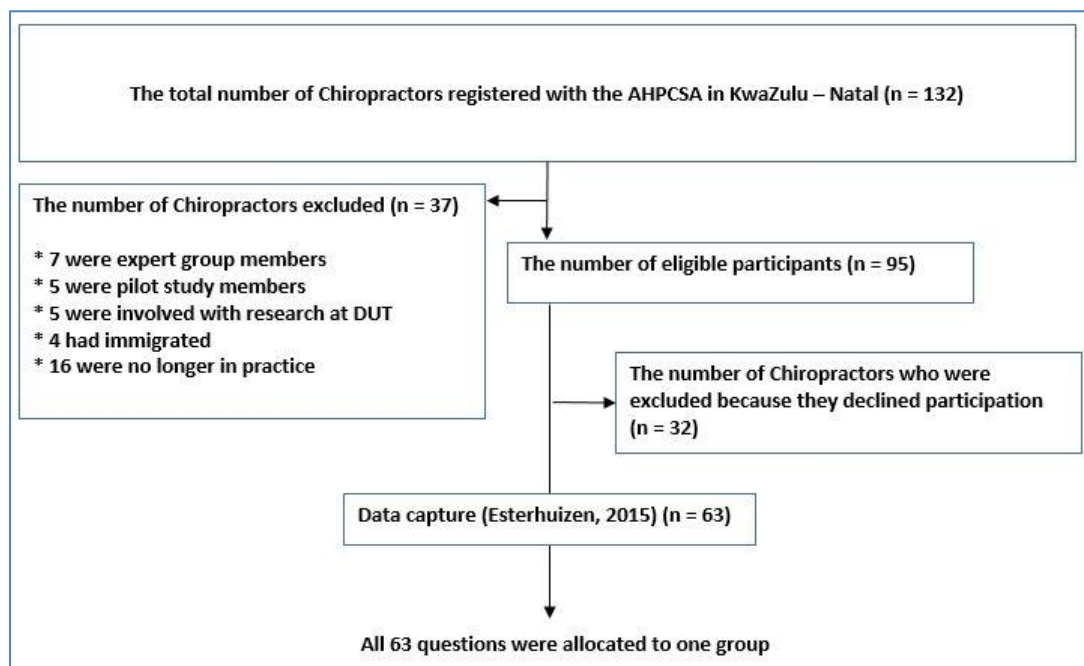 The total number of Chiropractors registered with the AHPCSA in KwaZulu – Natal (n = 132)
The number of Chiropractors excluded (n = 37)
* 7 were expert group members
* 5 were pilot study members
* 5 were involved with research at DUT
* 4 had immigrated
* 16 were no longer in practice
The number of eligible participants (n = 95)
The number of Chiropractors who were
excluded because they declined participation
(n = 32)
Data capture (Esterhuizen, 2015) (n = 63)
All 63 questions were allocated to one group